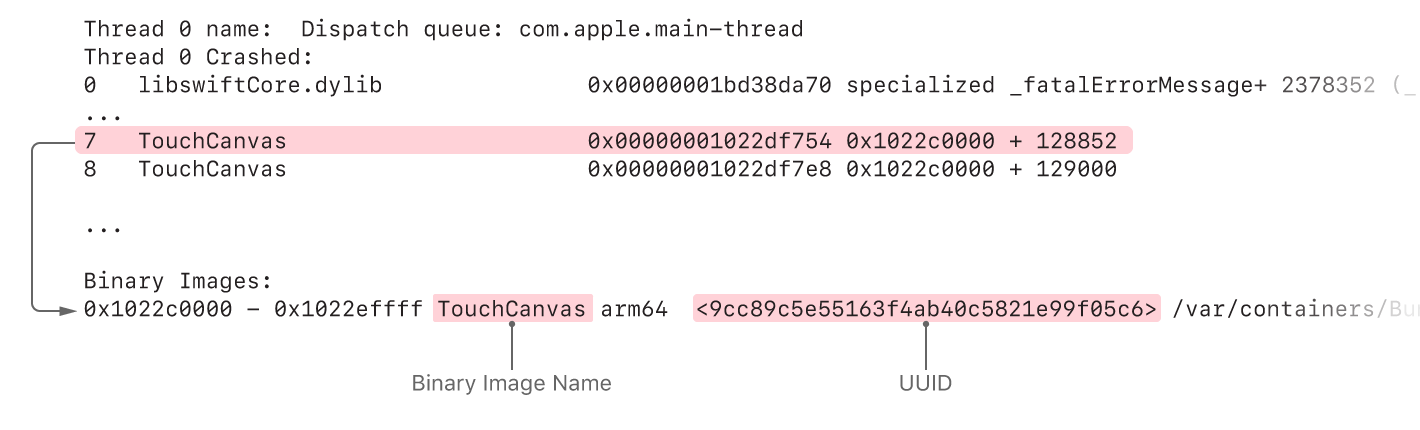 Thread 0 name:  Dispatch queue: com.apple.main-thread
Thread 0 Crashed:
0   libswiftCore.dylib                 0x00000001bd38da70 specialized _fatalErrorMessage+ 2378352 (_
...
7   TouchCanvas                        0x00000001022df754 0x1022c0000 + 128852
8   TouchCanvas                        0x00000001022df7e8 0x1022c0000 + 129000
...
Binary Images:
0x1022c0000 - 0x1022effff TouchCanvas arm64  <9cc89c5e55163f4ab40c5821e99f05c6> /var/containers/Bu
Binary Image Name
UUID